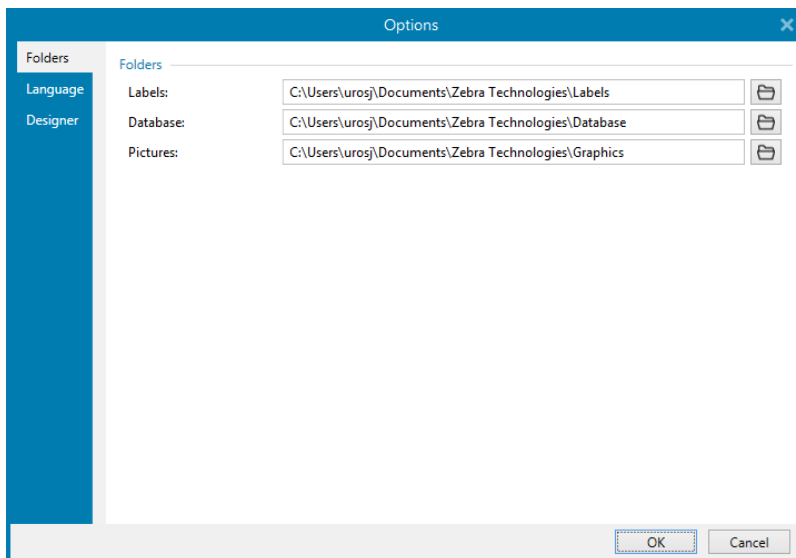 Options
Folders
Language
Designer
Folders
Labels: C:\Users\urosj\Documents\Zebra Technologies\Labels
Database: C:\Users\urosj\Documents\Zebra Technologies\Database
Pictures: C:\Users\urosj\Documents\Zebra Technologies\Graphics
OK Cancel